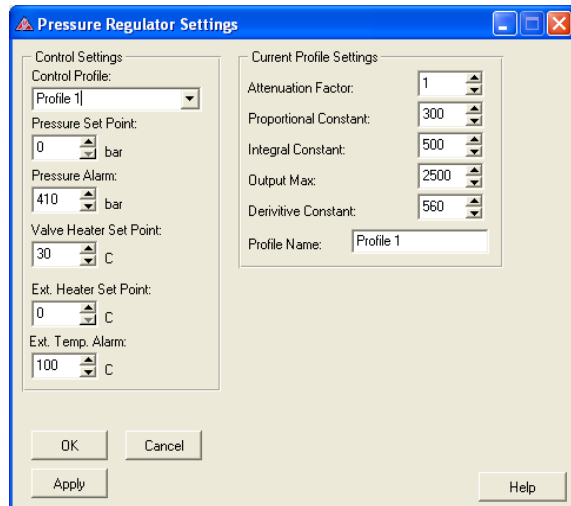 Pressure Regulator Settings
Control Settings
Control Profile:
Profile 1
Pressure Set Point:
0 bar
Pressure Alarm:
410 bar
Valve Heater Set Point:
30 C
Ext. Heater Set Point:
0 C
Ext. Temp. Alarm:
100 C
Current Profile Settings
Attenuation Factor: 1
Proportional Constant: 300
Integral Constant: 500
Output Max: 2500
Derivitive Constant: 560
Profile Name: Profile 1
OK Cancel
Apply
Help